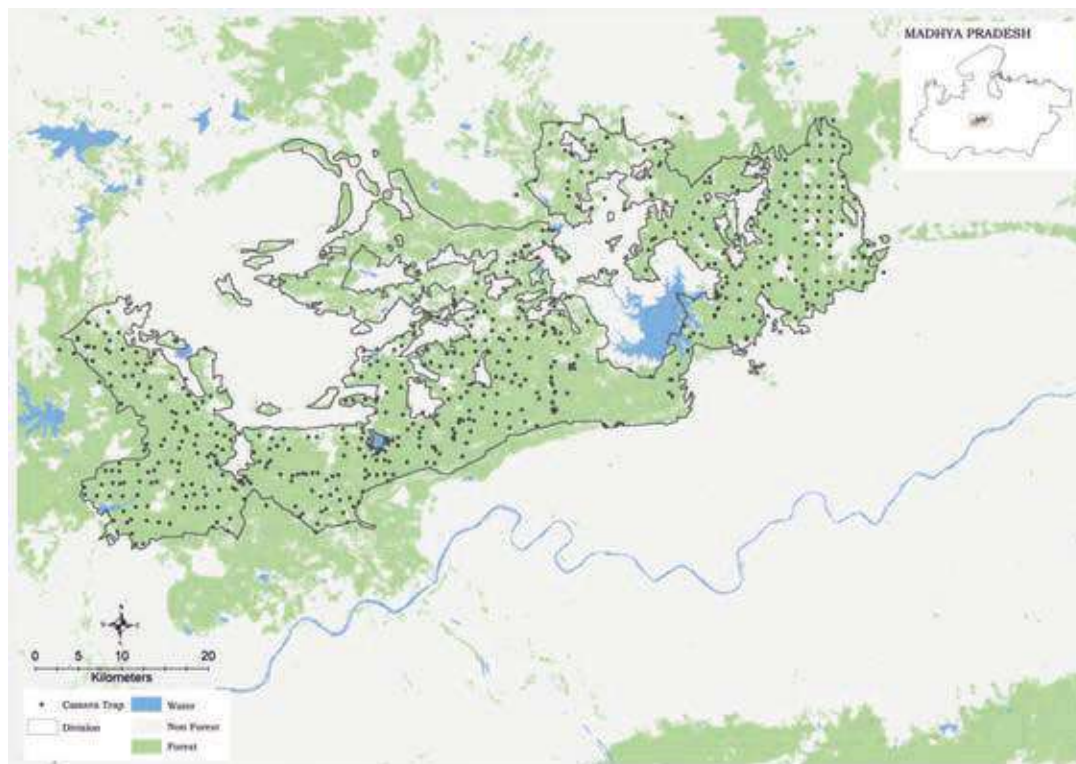 MADHYA PRADESH
N
0 5 10 20
Kilometers
Camera Trap
Water
Division
Non Forest
Forest